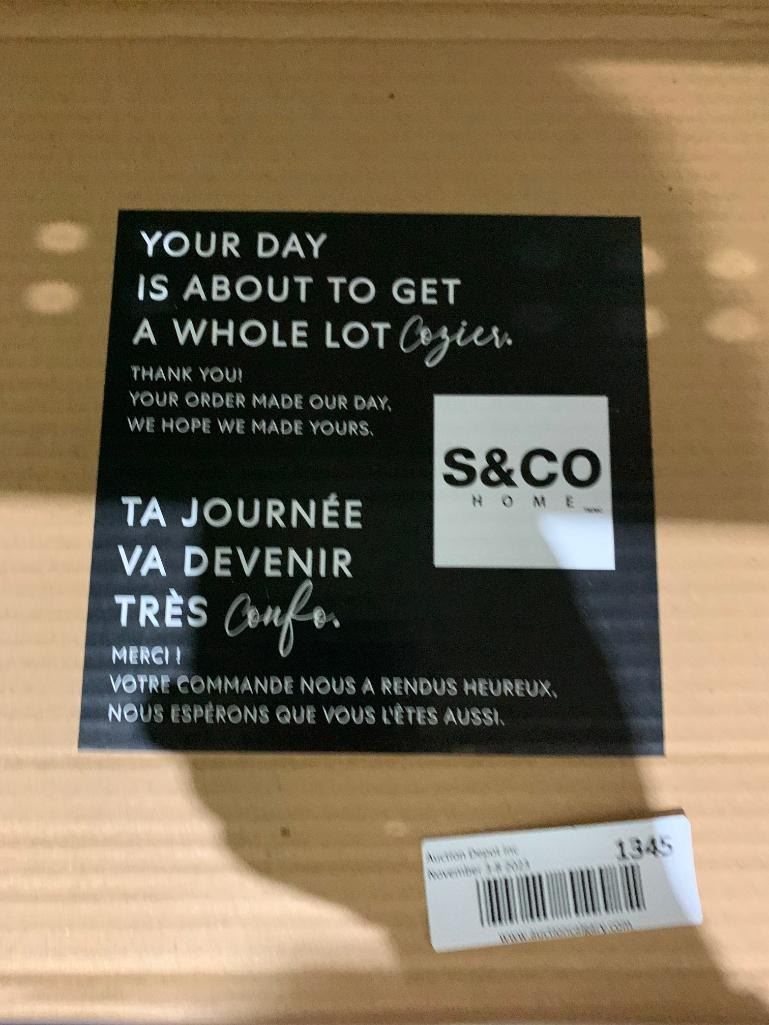 YOUR DAY
IS ABOUT TO GET
A WHOLE LOT Cozier.
THANK YOU!
YOUR ORDER MADE OUR DAY,
WE HOPE WE MADE YOURS.
S&CO
HOME
TA JOURNÉE
VA DEVENIR
TRÈS Confo.
MERCI !
VOTRE COMMANDE NOUS A RENDUS HEUREUX,
NOUS ESPÉRONS QUE VOUS L'ÊTES AUSSI.
Auction Depot Inc
1345
November 2023